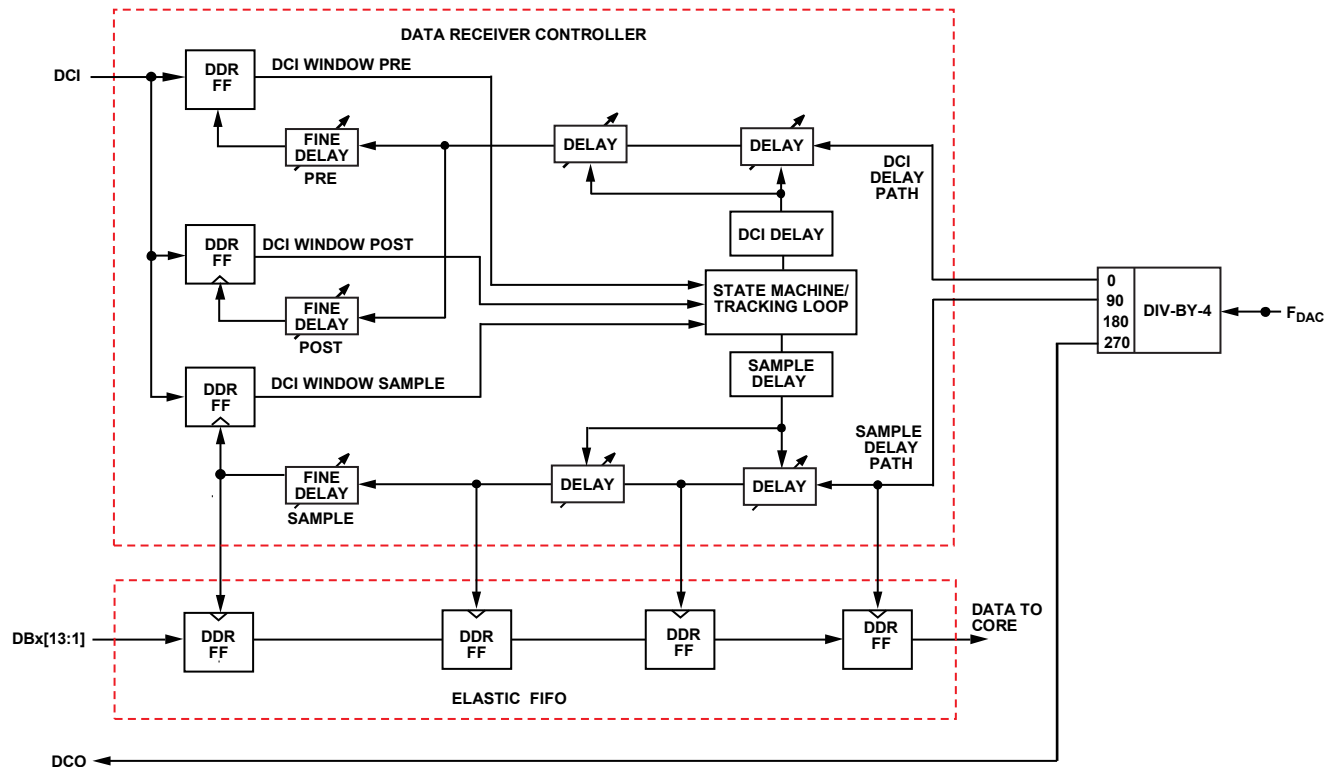 DATA RECEIVER CONTROLLER
DCI
DDR
FF
DCI WINDOW PRE
FINE
DELAY
PRE
DELAY
DELAY
DCI
DELAY
PATH
DDR
FF
DCI WINDOW POST
FINE
DELAY
POST
DCI DELAY
STATE MACHINE/
TRACKING LOOP
SAMPLE
DELAY
0
90
180
270
DIV-BY-4
FDAC
DDR
FF
DCI WINDOW SAMPLE
FINE
DELAY
SAMPLE
DELAY
DELAY
SAMPLE
DELAY
PATH
DBx[13:1]
DDR
FF
DDR
FF
DDR
FF
DDR
FF
DATA TO
CORE
ELASTIC FIFO
DCO